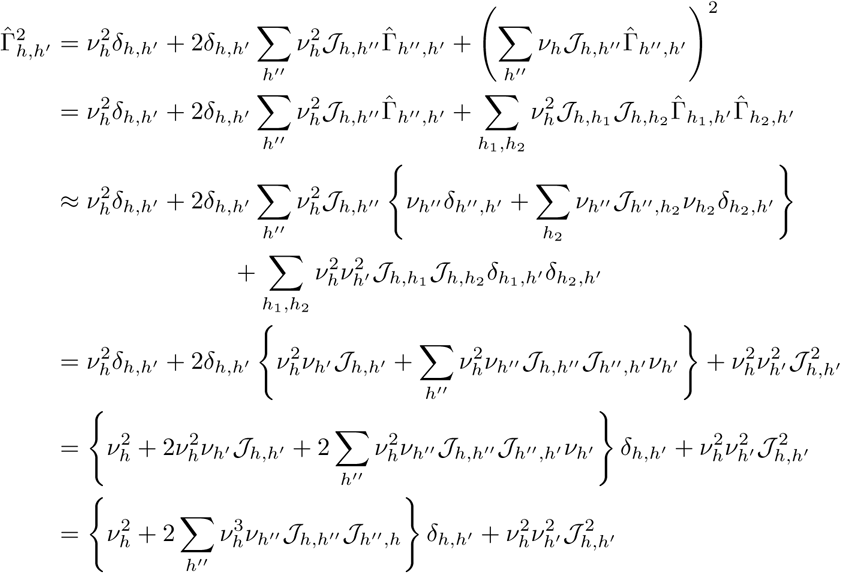 \hat{\Gamma}^2_{h,h'} = \nu_h^2 \delta_{h,h'} + 2\delta_{h,h'} \sum_{h''} \nu_h^2 \mathcal{J}_{h,h''} \hat{\Gamma}_{h'',h'} + \left( \sum_{h''} \nu_h \mathcal{J}_{h,h''} \hat{\Gamma}_{h'',h'} \right)^2
= \nu_h^2 \delta_{h,h'} + 2\delta_{h,h'} \sum_{h''} \nu_h^2 \mathcal{J}_{h,h''} \hat{\Gamma}_{h'',h'} + \sum_{h_1,h_2} \nu_h^2 \mathcal{J}_{h,h_1} \mathcal{J}_{h,h_2} \hat{\Gamma}_{h_1,h'} \hat{\Gamma}_{h_2,h'}
\approx \nu_h^2 \delta_{h,h'} + 2\delta_{h,h'} \sum_{h''} \nu_h^2 \mathcal{J}_{h,h''} \left\{ \nu_{h''} \delta_{h'',h'} + \sum_{h_2} \nu_{h''} \mathcal{J}_{h'',h_2} \nu_{h_2} \delta_{h_2,h'} \right\}
+ \sum_{h_1,h_2} \nu_h^2 \nu_{h'}^2 \mathcal{J}_{h,h_1} \mathcal{J}_{h,h_2} \delta_{h_1,h'} \delta_{h_2,h'}
= \nu_h^2 \delta_{h,h'} + 2\delta_{h,h'} \left\{ \nu_h^2 \nu_{h'} \mathcal{J}_{h,h'} + \sum_{h''} \nu_h^2 \nu_{h''} \mathcal{J}_{h,h''} \mathcal{J}_{h'',h'} \nu_{h'} \right\} + \nu_h^2 \nu_{h'}^2 \mathcal{J}_{h,h'}^2
= \left\{ \nu_h^2 + 2\nu_h^2 \nu_{h'} \mathcal{J}_{h,h'} + 2 \sum_{h''} \nu_h^2 \nu_{h''} \mathcal{J}_{h,h''} \mathcal{J}_{h'',h'} \nu_{h'} \right\} \delta_{h,h'} + \nu_h^2 \nu_{h'}^2 \mathcal{J}_{h,h'}^2
= \left\{ \nu_h^2 + 2 \sum_{h''} \nu_h^3 \nu_{h''} \mathcal{J}_{h,h''} \mathcal{J}_{h'',h} \right\} \delta_{h,h'} + \nu_h^2 \nu_{h'}^2 \mathcal{J}_{h,h'}^2